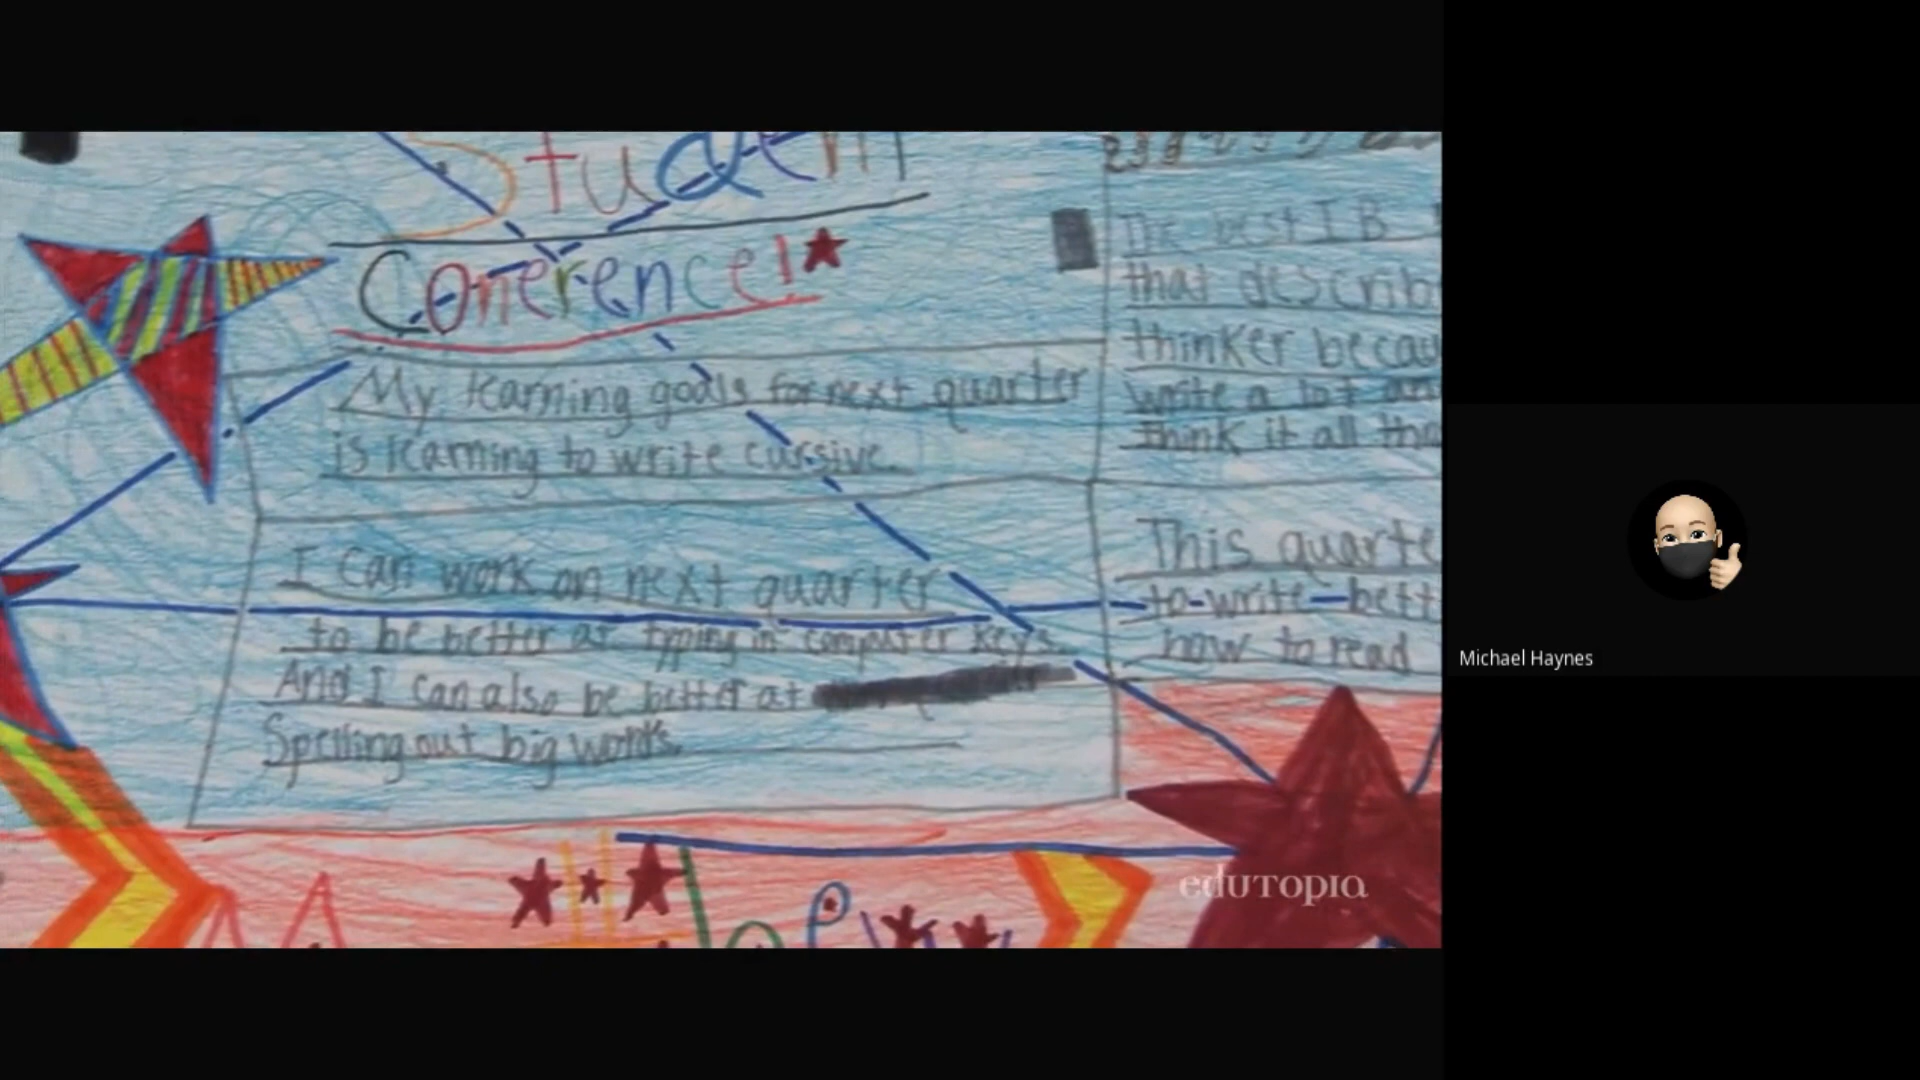 Student
Conerence!
My learning goals for next quarter
is learning to write cursive.
I can work on next quarter
to be better at typing in computer keys.
And I can also be better at
Spelling out big words.
The best I B
that describ
thinker becau
write a lot and
think it all thro
This quarte
to write bett
how to read
edUTOPIA
Michael Haynes